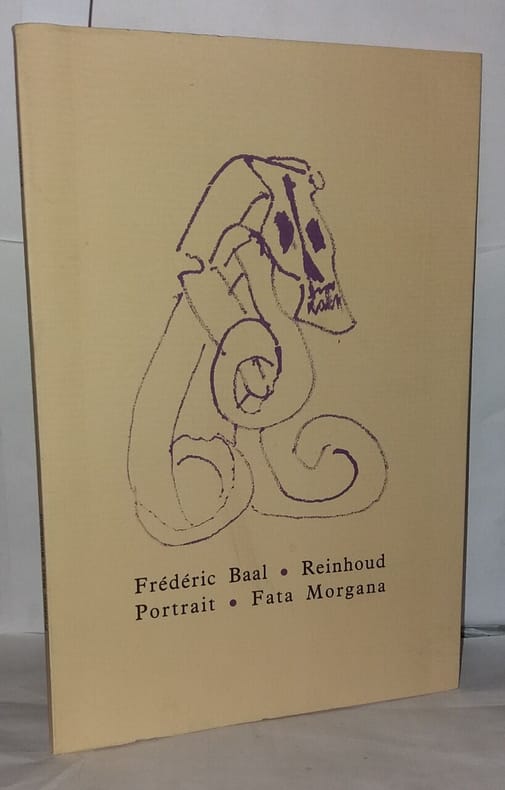 Frédéric Baal • Reinhoud
Portrait • Fata Morgana